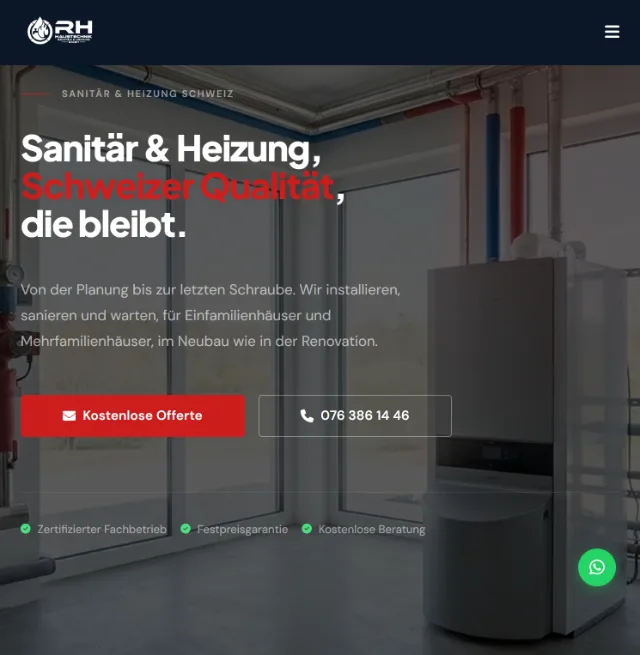 RH
HAUSTECHNIK
SANITÄR & HEIZUNG SCHWEIZ
Sanitär & Heizung,
Schweizer Qualität,
die bleibt.
Von der Planung bis zur letzten Schraube. Wir installieren,
sanieren und warten, für Einfamilienhäuser und
Mehrfamilienhäuser, im Neubau wie in der Renovation.
Kostenlose Offerte
076 386 14 46
Zertifizierter Fachbetrieb
Festpreisgarantie
Kostenlose Beratung